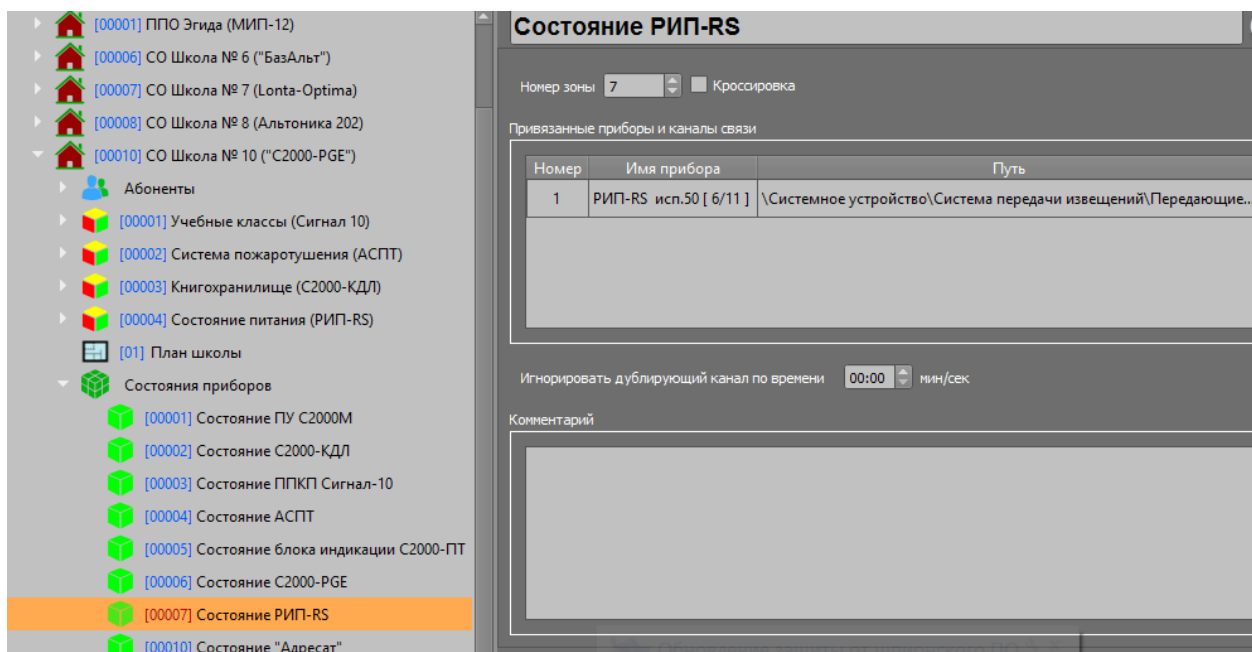 [00001] ППО Эгида (МИП-12)
[00006] СО Школа № 6 ("БазАльт")
[00007] СО Школа № 7 (Lonta-Optima)
[00008] СО Школа № 8 (Альтоника 202)
[00010] СО Школа № 10 ("С2000-PGE")
Абоненты
[00001] Учебные классы (Сигнал 10)
[00002] Система пожаротушения (АСПТ)
[00003] Книгохранилище (С2000-КДЛ)
[00004] Состояние питания (РИП-RS)
[01] План школы
Состояния приборов
[00001] Состояние ПУ С2000М
[00002] Состояние С2000-КДЛ
[00003] Состояние ППКП Сигнал-10
[00004] Состояние АСПТ
[00005] Состояние блока индикации С2000-ПТ
[00006] Состояние С2000-PGE
[00007] Состояние РИП-RS
[00010] Состояние "Адресат"
Состояние РИП-RS
Номер зоны 7 Кроссировка
Привязанные приборы и каналы связи
Номер Имя прибора Путь
1 РИП-RS исп.50 [ 6/11 ] \Системное устройство\Система передачи извещений\Передающие...
Игнорировать дублирующий канал по времени 00:00 мин/сек
Комментарий